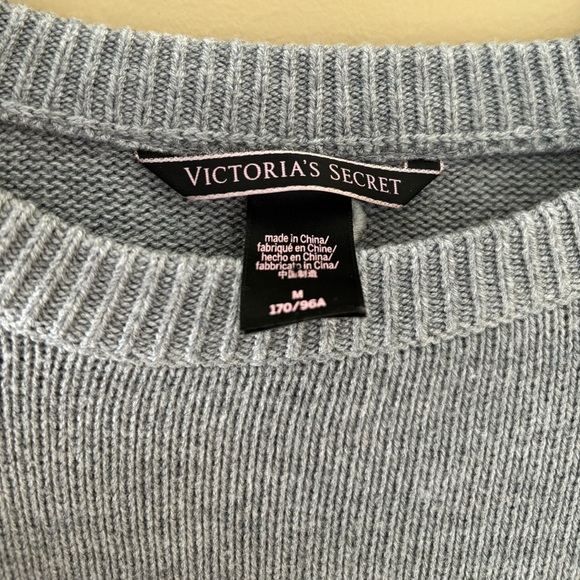 VICTORIA'S SECRET
made in China/
fabriqué en Chine/
hecho en China/
fabbricato in Cina/
中国制造
M
170/96A